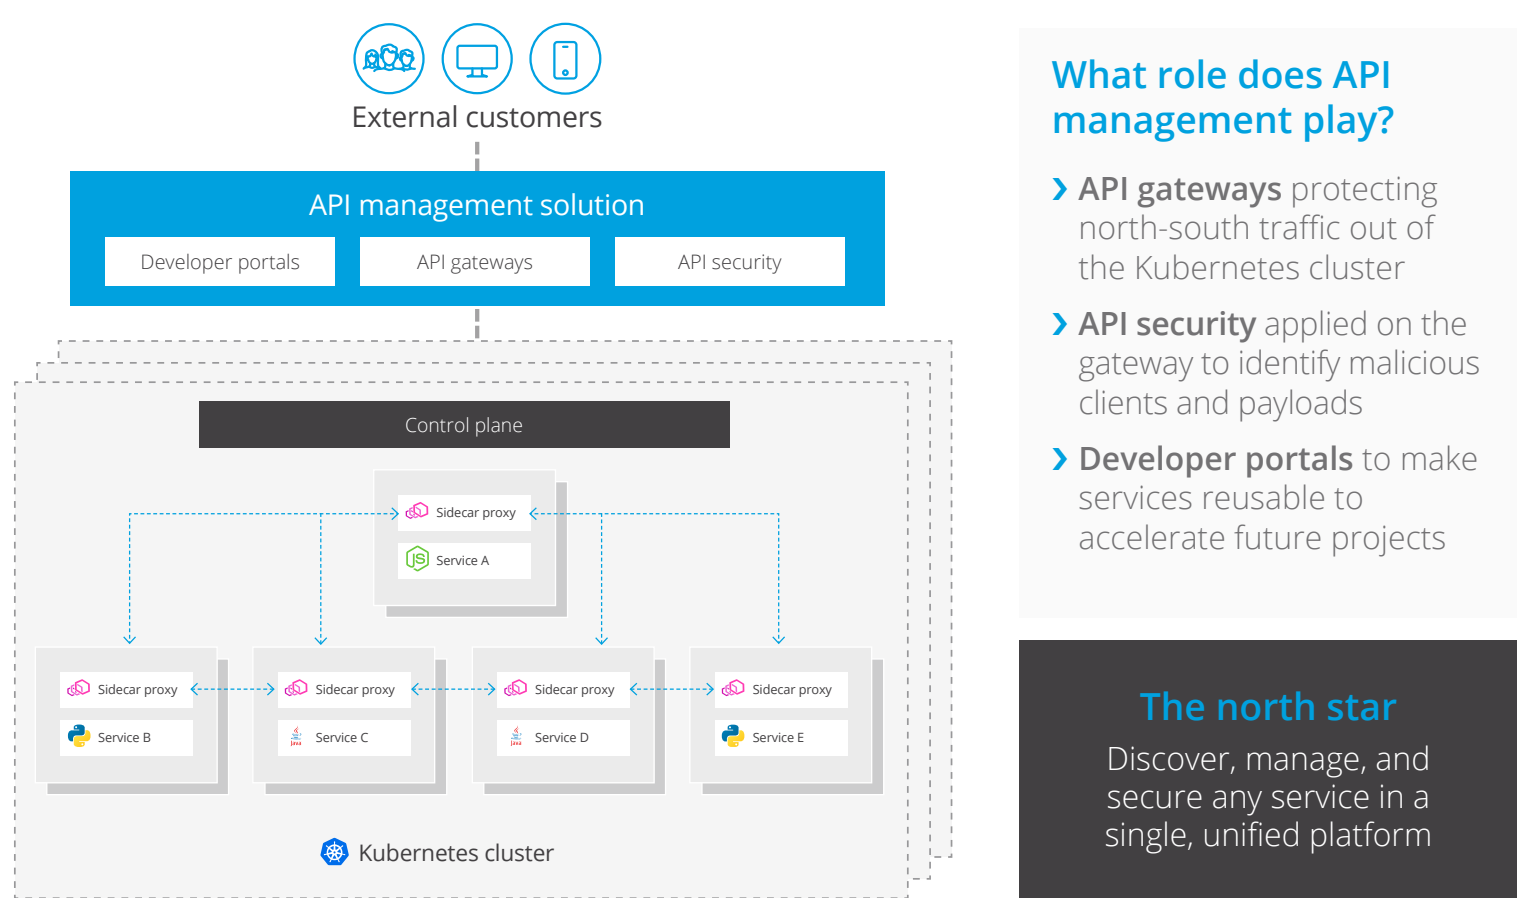 External customers
API management solution
Developer portals
API gateways
API security
Control plane
Sidecar proxy
JS
Service A
Sidecar proxy
Sidecar proxy
Sidecar proxy
Sidecar proxy
Service B
Java
Service C
Java
Service D
Service E
Kubernetes cluster
What role does API
management play?
API gateways protecting
north-south traffic out of
the Kubernetes cluster
API security applied on the
gateway to identify malicious
clients and payloads
Developer portals to make
services reusable to
accelerate future projects
The north star
Discover, manage, and
secure any service in a
single, unified platform